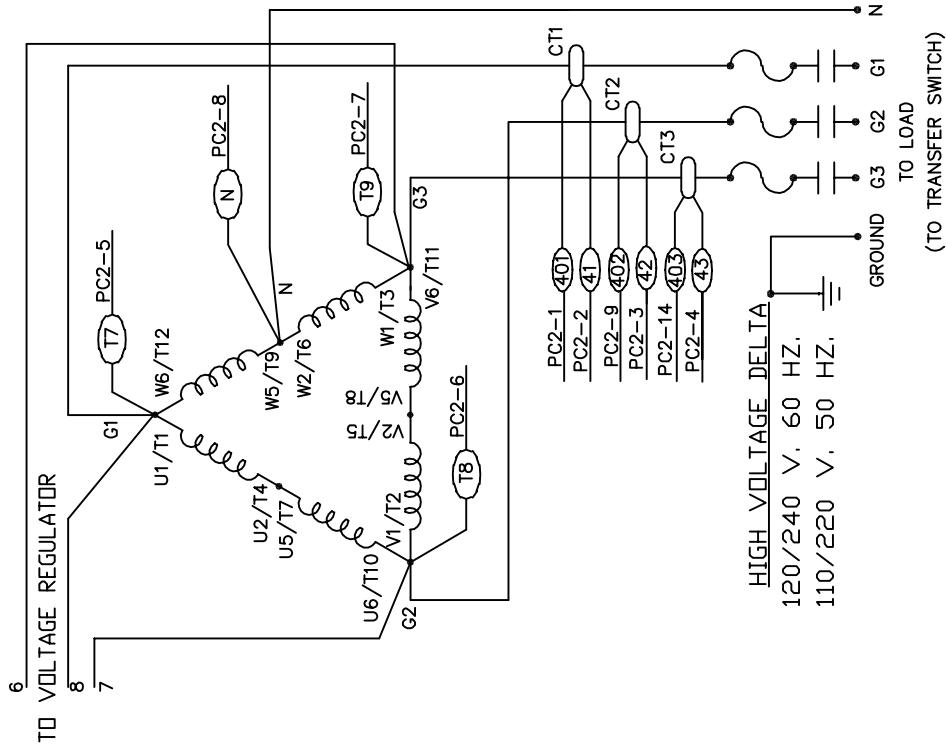 6
TO VOLTAGE REGULATOR
8
7
N
G1
G2
G3
GROUND
TO LOAD
(TO TRANSFER SWITCH)
CT1
CT2
CT3
PC2-8
N
PC2-7
T9
PC2-5
T7
N
G3
G1
W6/T12
U1/T1
W5/T9
W2/T6
W1/T3
V6/T11
U2/T4
U5/T7
V5/T8
V2/T5
V1/T2
U6/T10
G2
PC2-6
T8
PC2-1 401
PC2-2 41
PC2-9 402
PC2-3 42
PC2-14 403
PC2-4 43
HIGH VOLTAGE DELTA
120/240 V. 60 HZ.
110/220 V. 50 HZ.